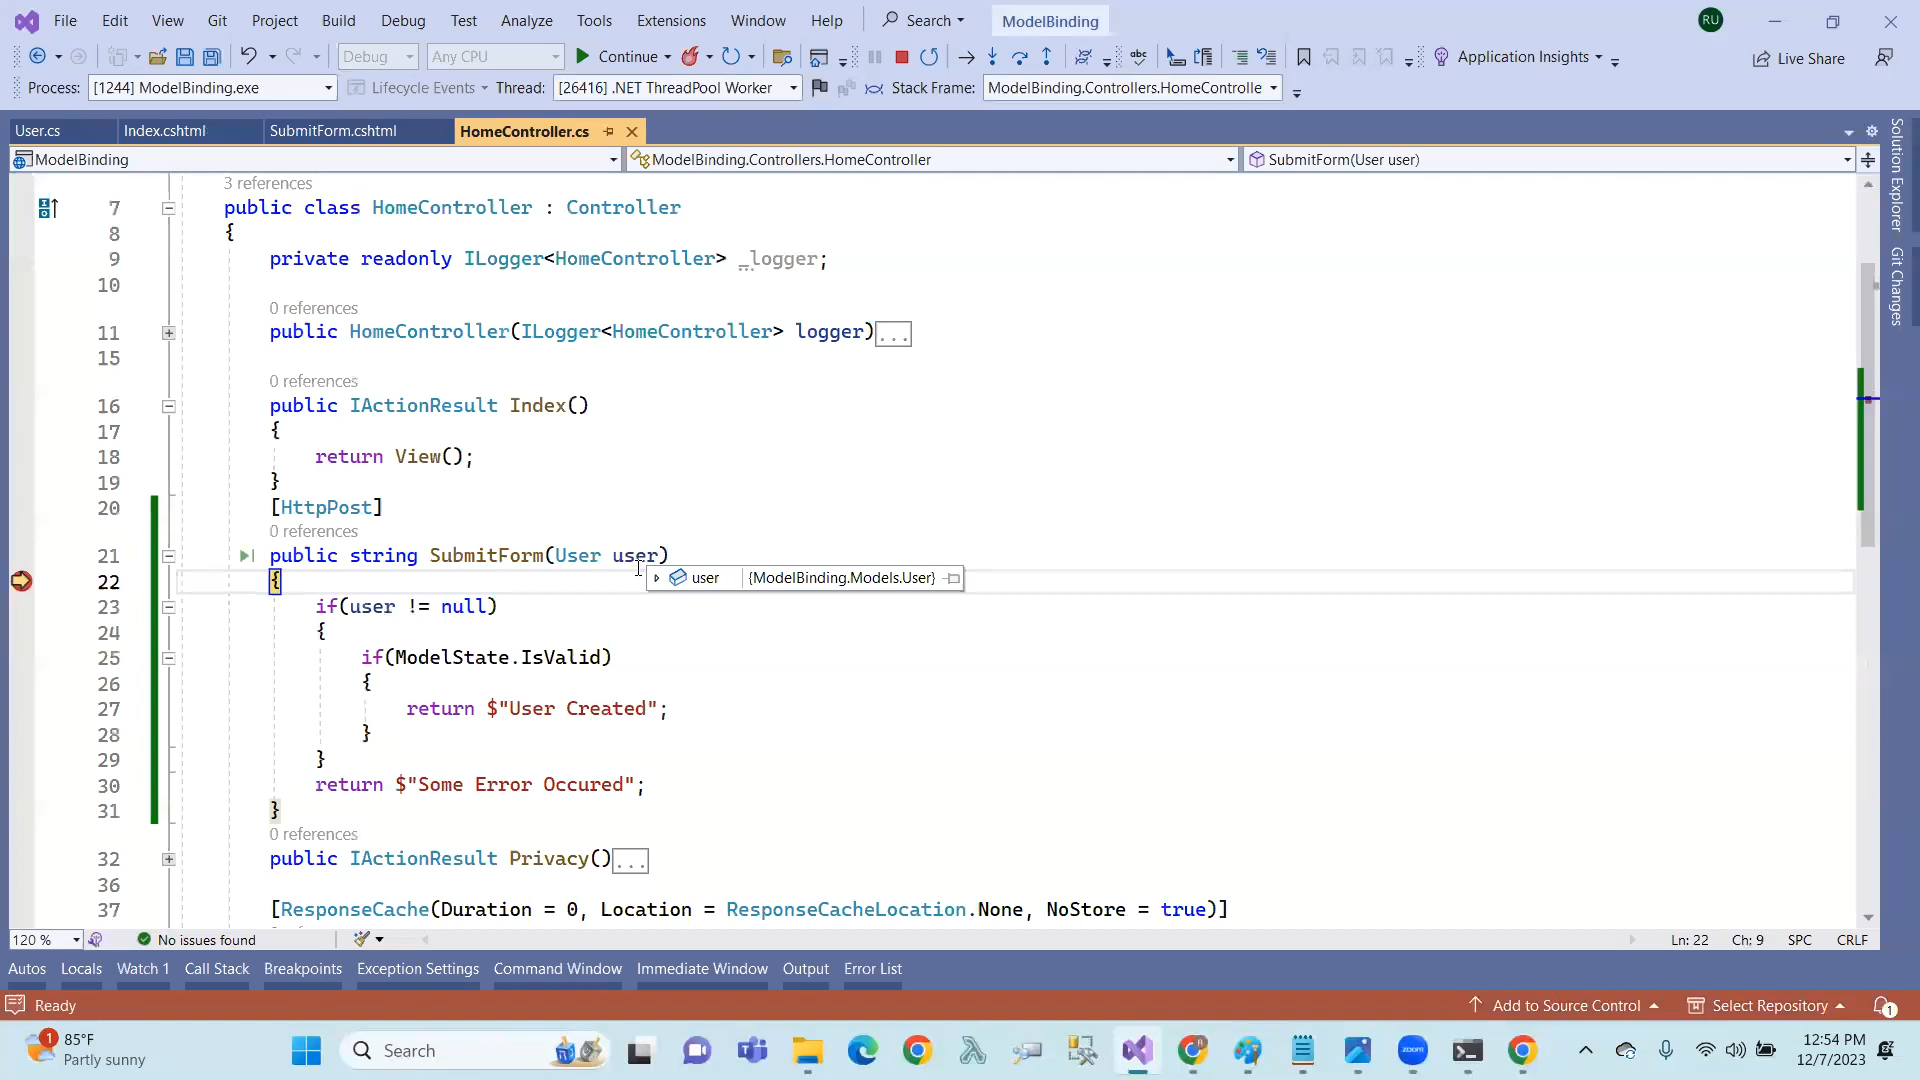 File Edit View Git Project Build Debug Test Analyze Tools Extensions Window Help Search ModelBinding RU
Debug Any CPU Continue Application Insights Live Share
Process: [1244] ModelBinding.exe Lifecycle Events Thread: [26416] .NET ThreadPool Worker Stack Frame: ModelBinding.Controllers.HomeControlle
User.cs Index.cshtml SubmitForm.cshtml HomeController.cs
ModelBinding ModelBinding.Controllers.HomeController SubmitForm(User user)
3 references
7 public class HomeController : Controller
8 {
9 private readonly ILogger<HomeController> _logger;
10
0 references
11 public HomeController(ILogger<HomeController> logger)...
15
0 references
16 public IActionResult Index()
17 {
18 return View();
19 }
20 [HttpPost]
0 references
21 public string SubmitForm(User user)
user {ModelBinding.Models.User}
22 {
23 if(user != null)
24 {
25 if(ModelState.IsValid)
26 {
27 return $"User Created";
28 }
29 }
30 return $"Some Error Occured";
31 }
0 references
32 public IActionResult Privacy()...
36
37 [ResponseCache(Duration = 0, Location = ResponseCacheLocation.None, NoStore = true)]
Solution Explorer
Git Changes
120 % No issues found Ln: 22 Ch: 9 SPC CRLF
Autos Locals Watch 1 Call Stack Breakpoints Exception Settings Command Window Immediate Window Output Error List
Ready Add to Source Control Select Repository 1
1 85°F
Partly sunny
Search
zoom
12:54 PM
12/7/2023